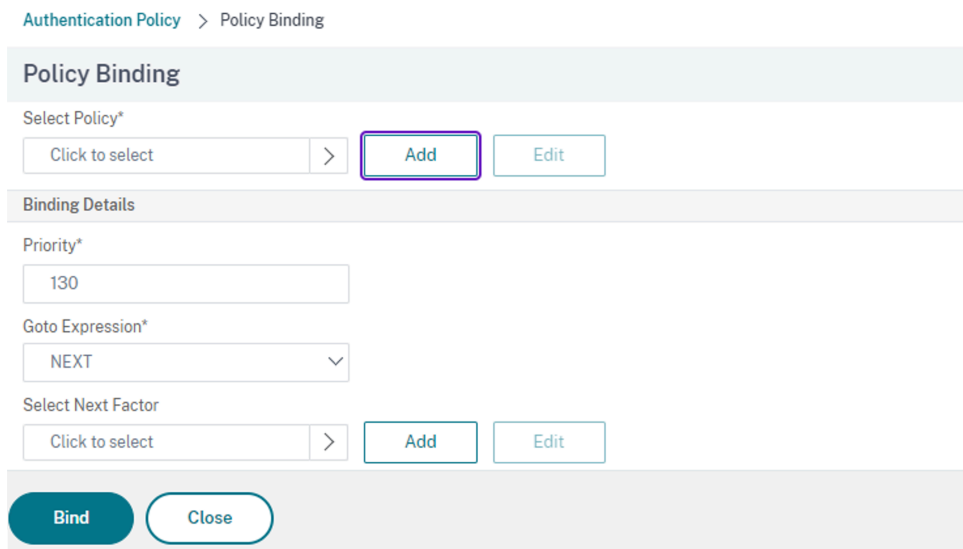 Authentication Policy > Policy Binding
Policy Binding
Select Policy*
Click to select Add Edit
Binding Details
Priority*
130
Goto Expression*
NEXT
Select Next Factor
Click to select Add Edit
Bind Close